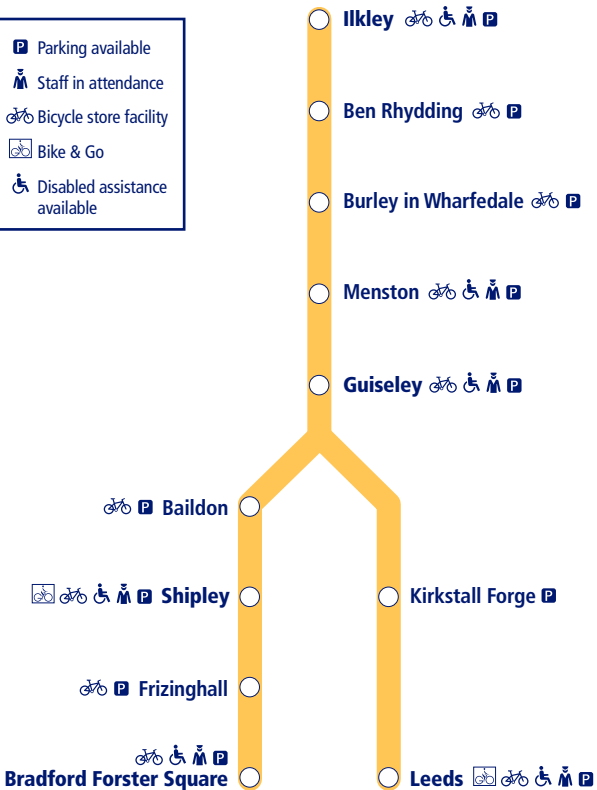 Parking available
Staff in attendance
Bicycle store facility
Bike & Go
Disabled assistance
available
Ilkley P
Ben Rhydding P
Burley in Wharfedale P
Menston P
Guiseley P
P Baildon
P Shipley
Kirkstall Forge P
P Frizinghall
P
Bradford Forster Square
Leeds P